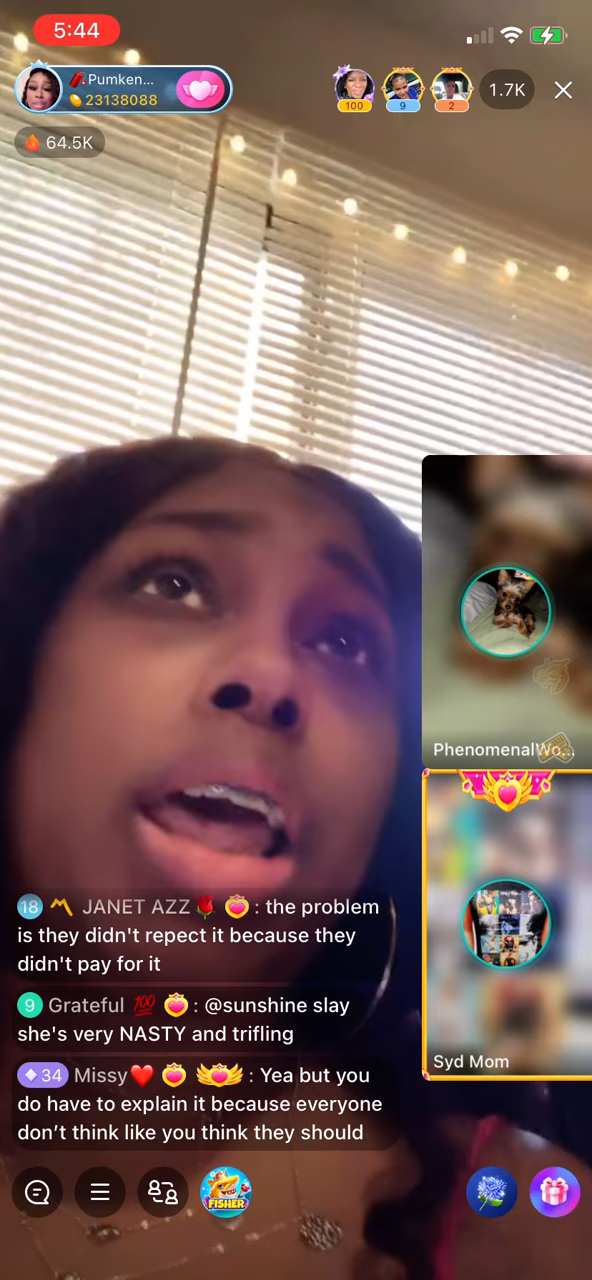 5:44
Pumken...
23138088
100
9
2
1.7K
64.5K
PhenomenalWo...
18 JANET AZZ🌹 : the problem
is they didn't repect it because they
didn't pay for it
9 Grateful 💯 : @sunshine slay
she's very NASTY and trifling
34 Missy❤️ : Yea but you
do have to explain it because everyone
don't think like you think they should
Syd Mom
FISHER